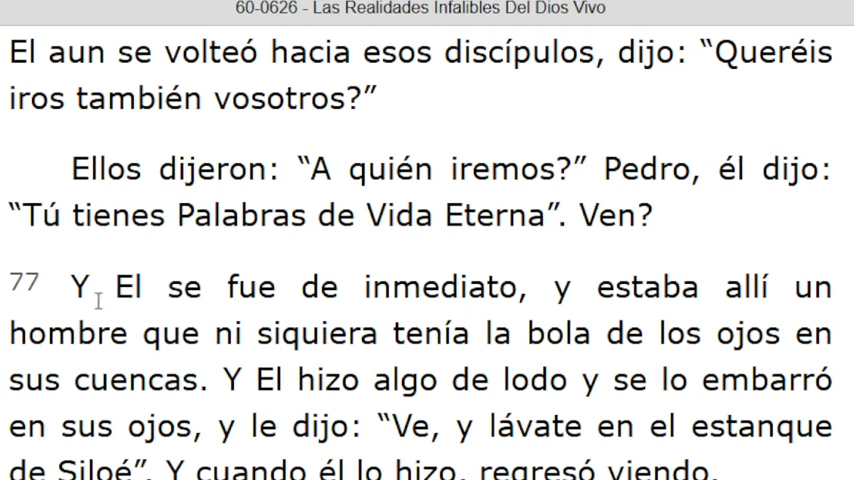 60-0626 - Las Realidades Infalibles Del Dios Vivo
El aun se volteó hacia esos discípulos, dijo: “Queréis
iros también vosotros?”
Ellos dijeron: “A quién iremos?” Pedro, él dijo:
“Tú tienes Palabras de Vida Eterna”. Ven?
77 Y El se fue de inmediato, y estaba allí un
hombre que ni siquiera tenía la bola de los ojos en
sus cuencas. Y El hizo algo de lodo y se lo embarró
en sus ojos, y le dijo: “Ve, y lávate en el estanque
de Siloé”. Y cuando él lo hizo, regresó viendo.